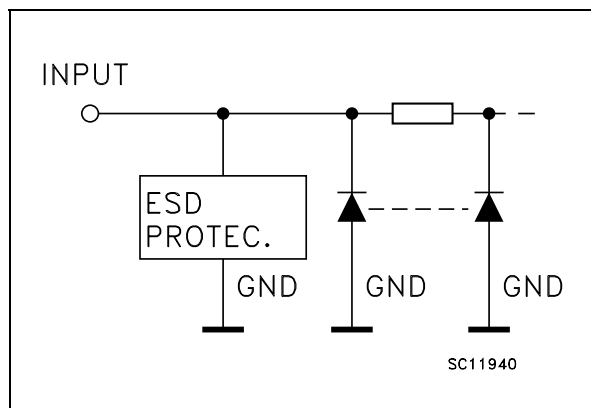 INPUT
ESD
PROTEC.
GND
GND
GND
SC11940